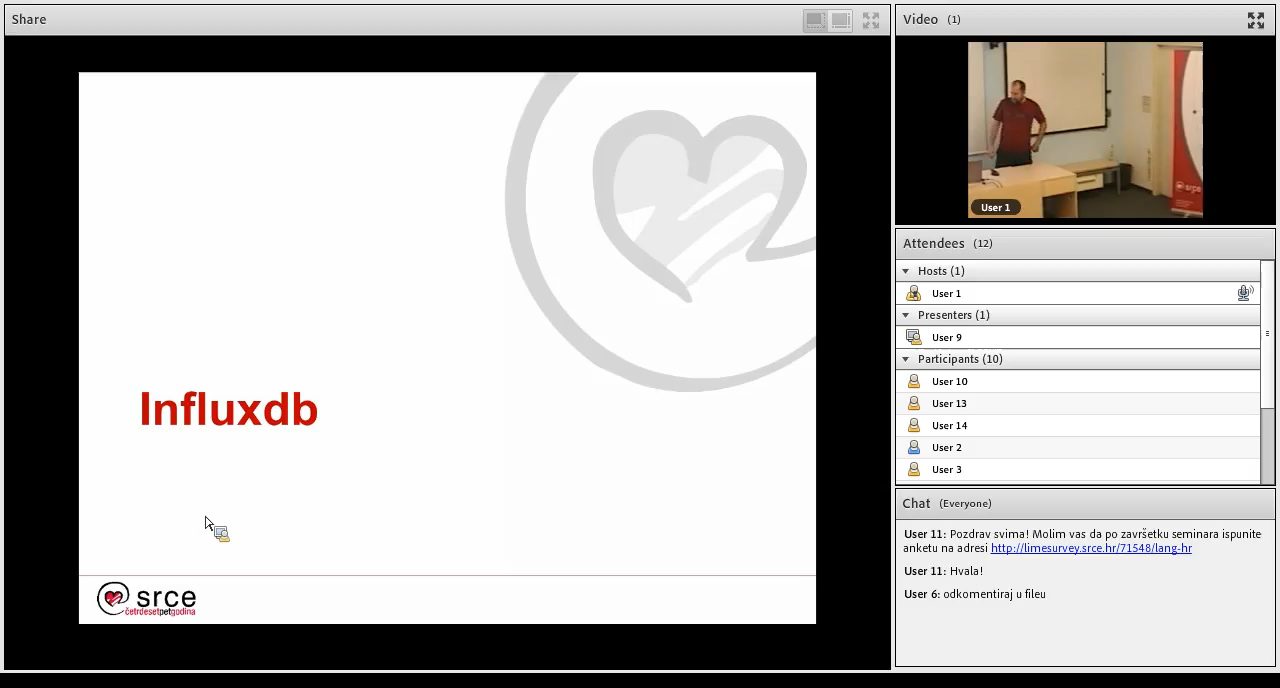 Share
Influxdb
srce
četrdesetpetgodina
Video (1)
srce
User 1
Attendees (12)
Hosts (1)
User 1
Presenters (1)
User 9
Participants (10)
User 10
User 13
User 14
User 2
User 3
Chat (Everyone)
User 11: Pozdrav svima! Molim vas da po završetku seminara ispunite
anketu na adresi http://limesurvey.srce.hr/71548/lang-hr
User 11: Hvala!
User 6: odkomentiraj u fileu